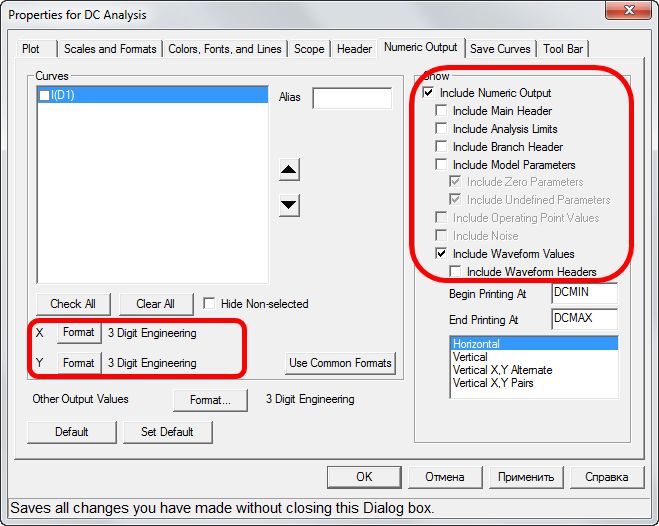 Properties for DC Analysis
Plot Scales and Formats Colors, Fonts, and Lines Scope Header Numeric Output Save Curves Tool Bar
Curves
I(D1)
Alias
Check All Clear All Hide Non-selected
X Format 3 Digit Engineering
Y Format 3 Digit Engineering
Use Common Formats
Other Output Values Format... 3 Digit Engineering
Default Set Default
Show
Include Numeric Output
Include Main Header
Include Analysis Limits
Include Branch Header
Include Model Parameters
Include Zero Parameters
Include Undefined Parameters
Include Operating Point Values
Include Noise
Include Waveform Values
Include Waveform Headers
Begin Printing At DCMIN
End Printing At DCMAX
Horizontal
Vertical
Vertical X,Y Alternate
Vertical X,Y Pairs
OK Отмена Применить Справка
Saves all changes you have made without closing this Dialog box.